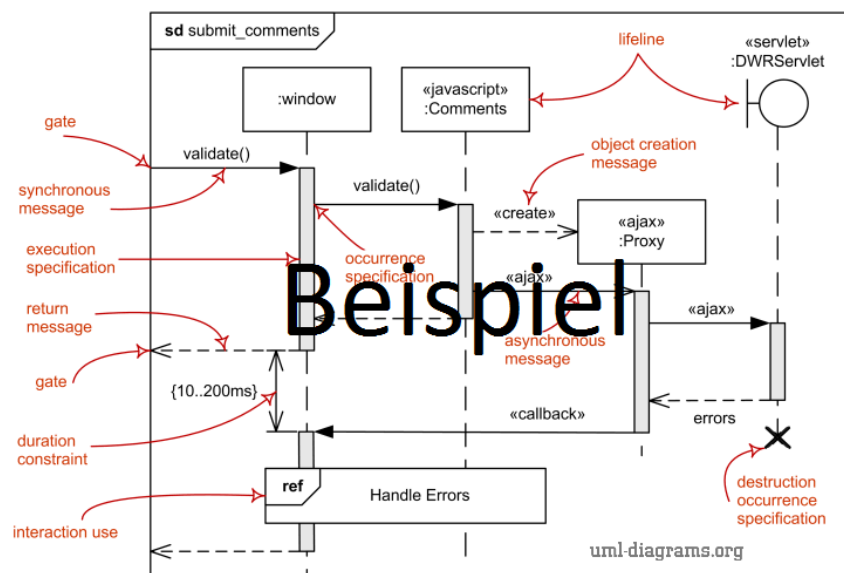 sd submit_comments
lifeline
«servlet»
:DWRServlet
:window
«javascript»
:Comments
gate
validate()
object creation
message
synchronous
message
validate()
«create»
«ajax»
:Proxy
execution
specification
occurrence
specification
Beispiel
«ajax»
return
message
asynchronous
message
«ajax»
gate
{10..200ms}
«callback»
errors
duration
constraint
ref
Handle Errors
destruction
occurrence
specification
interaction use
uml-diagrams.org